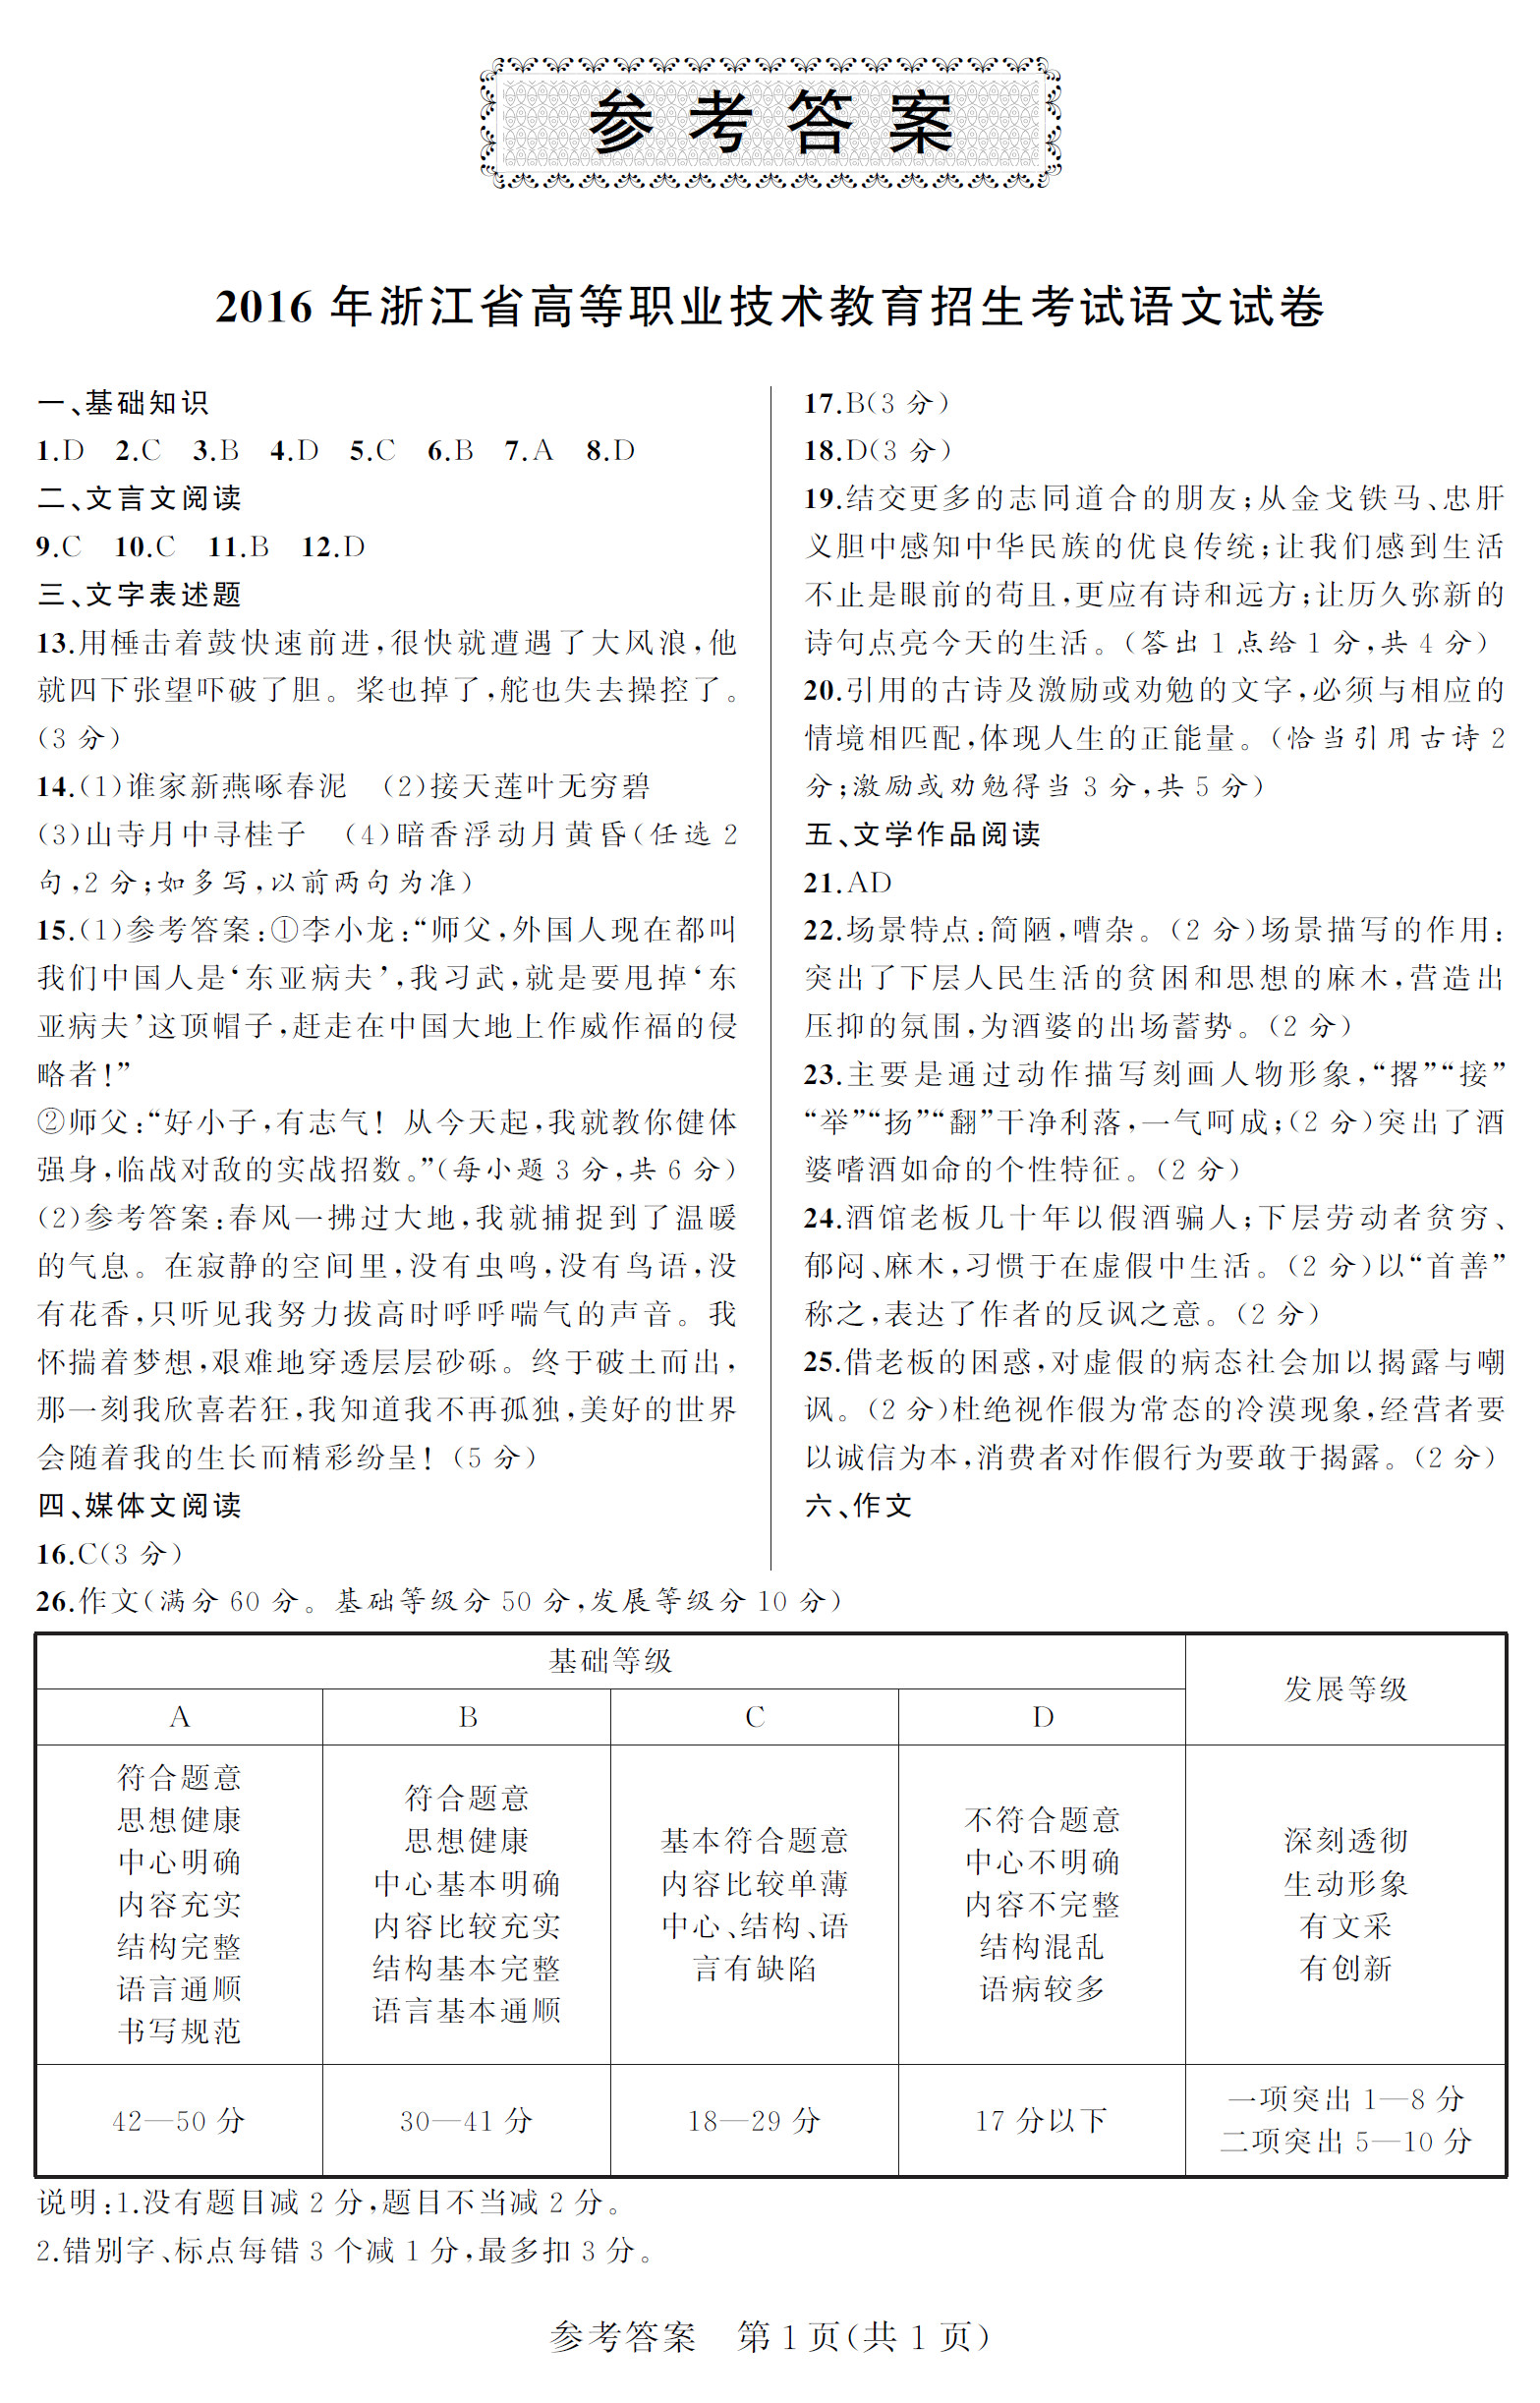 参考答案
2016 年浙江省高等职业技术教育招生考试语文试卷
一、基础知识
1.D 2.C 3.B 4.D 5.C 6.B 7.A 8.D
二、文言文阅读
9.C 10.C 11.B 12.D
三、文字表述题
13.用棰击着鼓快速前进,很快就遭遇了大风浪,他
就四下张望吓破了胆。桨也掉了,舵也失去操控了。
(3 分)
14.(1)谁家新燕啄春泥 (2)接天莲叶无穷碧
(3)山寺月中寻桂子 (4)暗香浮动月黄昏(任选 2
句,2 分;如多写,以前两句为准)
15.(1)参考答案:①李小龙:“师父,外国人现在都叫
我们中国人是‘东亚病夫’,我习武,就是要甩掉‘东
亚病夫’这顶帽子,赶走在中国大地上作威作福的侵
略者!”
②师父:“好小子,有志气! 从今天起,我就教你健体
强身,临战对敌的实战招数。”(每小题 3 分,共 6 分)
(2)参考答案:春风一拂过大地,我就捕捉到了温暖
的气息。在寂静的空间里,没有虫鸣,没有鸟语,没
有花香,只听见我努力拔高时呼呼喘气的声音。我
怀揣着梦想,艰难地穿透层层砂砾。终于破土而出,
那一刻我欣喜若狂,我知道我不再孤独,美好的世界
会随着我的生长而精彩纷呈! (5 分)
四、媒体文阅读
16.C(3 分)
17.B(3 分)
18.D(3 分)
19.结交更多的志同道合的朋友;从金戈铁马、忠肝
义胆中感知中华民族的优良传统;让我们感到生活
不止是眼前的苟且,更应有诗和远方;让历久弥新的
诗句点亮今天的生活。(答出 1 点给 1 分,共 4 分)
20.引用的古诗及激励或劝勉的文字,必须与相应的
情境相匹配,体现人生的正能量。(恰当引用古诗 2
分;激励或劝勉得当 3 分,共 5 分)
五、文学作品阅读
21.AD
22.场景特点:简陋,嘈杂。(2 分)场景描写的作用:
突出了下层人民生活的贫困和思想的麻木,营造出
压抑的氛围,为酒婆的出场蓄势。(2 分)
23.主要是通过动作描写刻画人物形象,“撂”“接”
“举”“扬”“翻”干净利落,一气呵成;(2 分)突出了酒
婆嗜酒如命的个性特征。(2 分)
24.酒馆老板几十年以假酒骗人;下层劳动者贫穷、
郁闷、麻木,习惯于在虚假中生活。(2 分)以“首善”
称之,表达了作者的反讽之意。(2 分)
25.借老板的困惑,对虚假的病态社会加以揭露与嘲
讽。(2 分)杜绝视作假为常态的冷漠现象,经营者要
以诚信为本,消费者对作假行为要敢于揭露。(2 分)
六、作文
26.作文(满分 60 分。基础等级分 50 分,发展等级分 10 分)
基础等级
发展等级
A
B
C
D
符合题意
思想健康
中心明确
内容充实
结构完整
语言通顺
书写规范
符合题意
思想健康
中心基本明确
内容比较充实
结构基本完整
语言基本通顺
基本符合题意
内容比较单薄
中心、结构、语
言有缺陷
不符合题意
中心不明确
内容不完整
结构混乱
语病较多
深刻透彻
生动形象
有文采
有创新
42—50 分
30—41 分
18—29 分
17 分以下
一项突出 1—8 分
二项突出 5—10 分
说明:1.没有题目减 2 分,题目不当减 2 分。
2.错别字、标点每错 3 个减 1 分,最多扣 3 分。
参考答案 第 1 页(共 1 页)